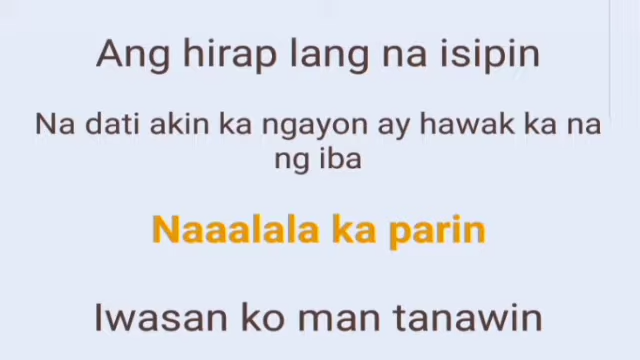 Ang hirap lang na isipin
Na dati akin ka ngayon ay hawak ka na
ng iba
Naaalala ka parin
Iwasan ko man tanawin